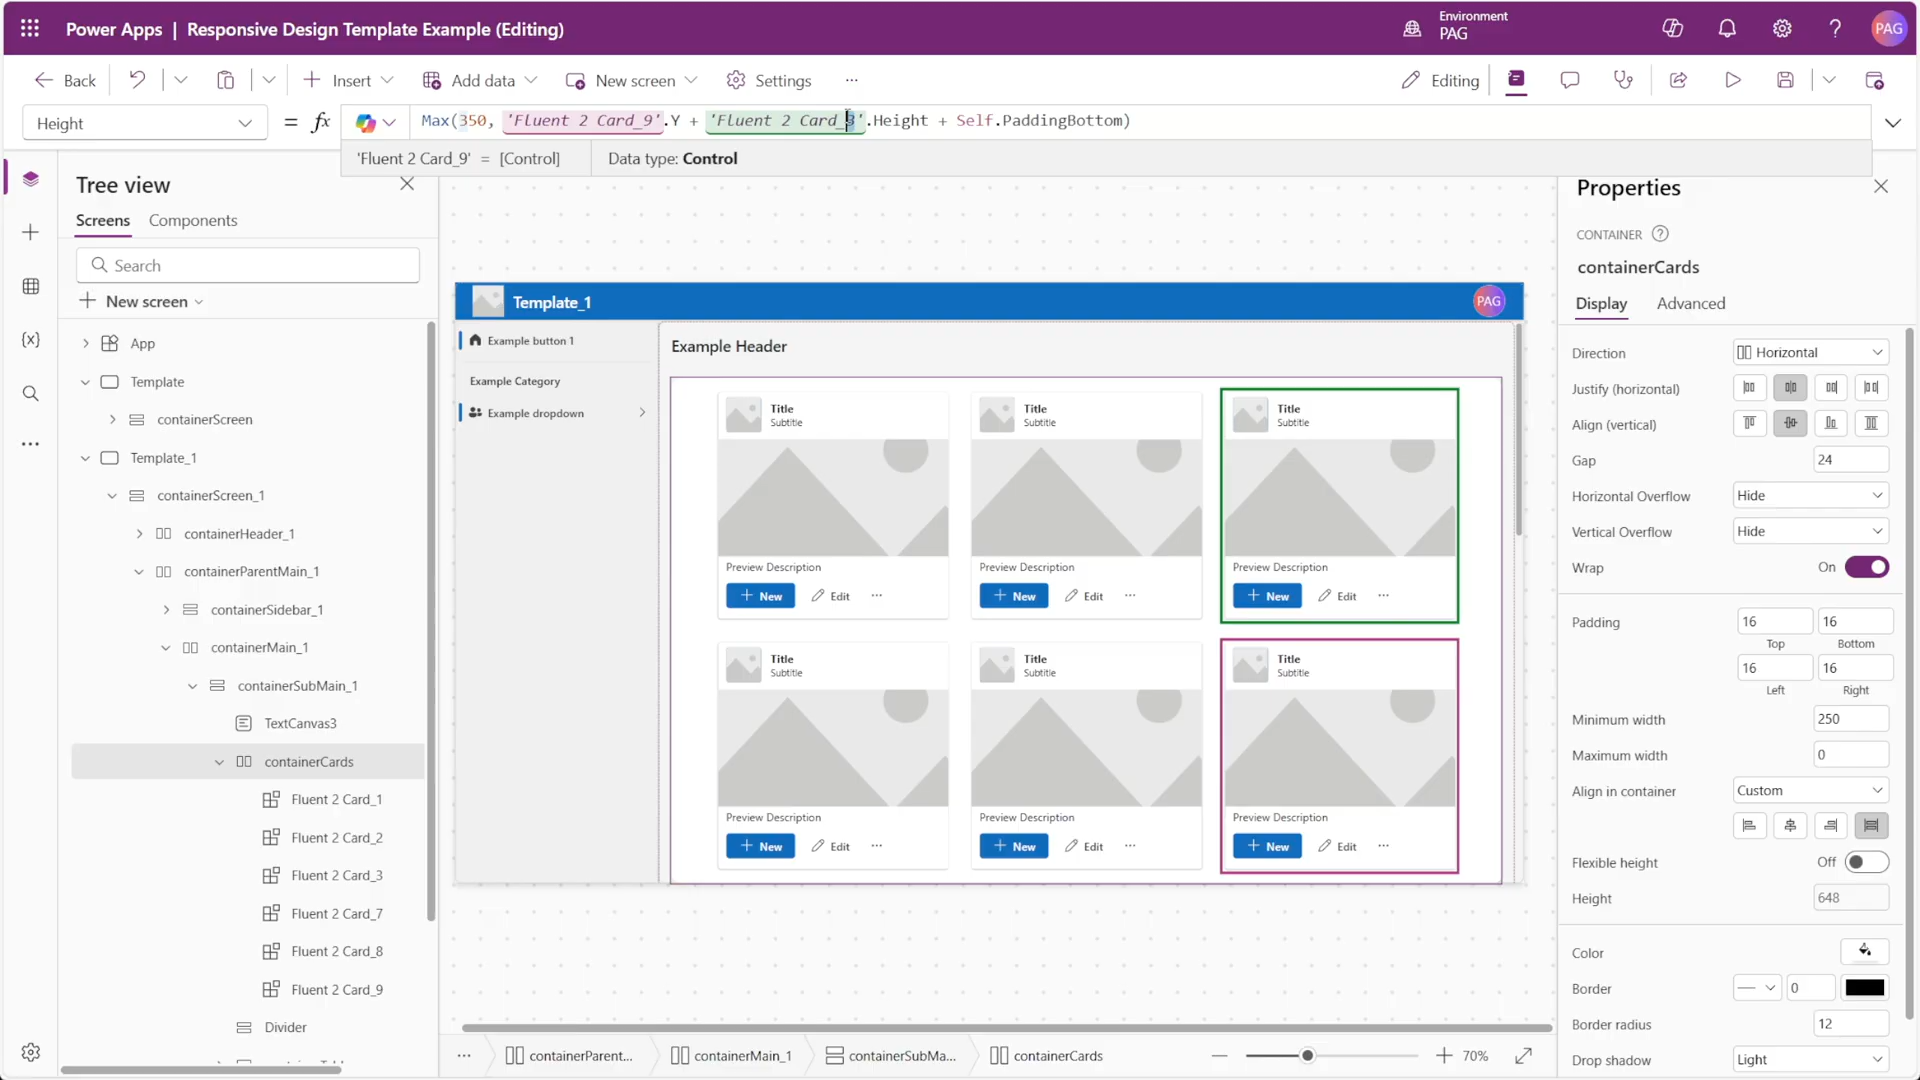 Power Apps | Responsive Design Template Example (Editing)
Environment
PAG
PAG
Back
Insert
Add data
New screen
Settings
Editing
Height
= fx
Max(350, 'Fluent 2 Card_9'.Y + 'Fluent 2 Card_3'.Height + Self.PaddingBottom)
'Fluent 2 Card_9' = [Control]
Data type: Control
Tree view
Screens
Components
Search
New screen
App
Template
containerScreen
Template_1
containerScreen_1
containerHeader_1
containerParentMain_1
containerSidebar_1
containerMain_1
containerSubMain_1
TextCanvas3
containerCards
Fluent 2 Card_1
Fluent 2 Card_2
Fluent 2 Card_3
Fluent 2 Card_7
Fluent 2 Card_8
Fluent 2 Card_9
Divider
Template_1
PAG
Example button 1
Example Category
Example dropdown
Example Header
Title
Subtitle
Preview Description
New
Edit
Title
Subtitle
Preview Description
New
Edit
Title
Subtitle
Preview Description
New
Edit
Title
Subtitle
Preview Description
New
Edit
Title
Subtitle
Preview Description
New
Edit
Title
Subtitle
Preview Description
New
Edit
containerParent...
containerMain_1
containerSubMa...
containerCards
70%
Properties
CONTAINER
containerCards
Display
Advanced
Direction
Horizontal
Justify (horizontal)
Align (vertical)
Gap
24
Horizontal Overflow
Hide
Vertical Overflow
Hide
Wrap
On
Padding
16
16
Top
Bottom
16
16
Left
Right
Minimum width
250
Maximum width
0
Align in container
Custom
Flexible height
Off
Height
648
Color
Border
0
Border radius
12
Drop shadow
Light